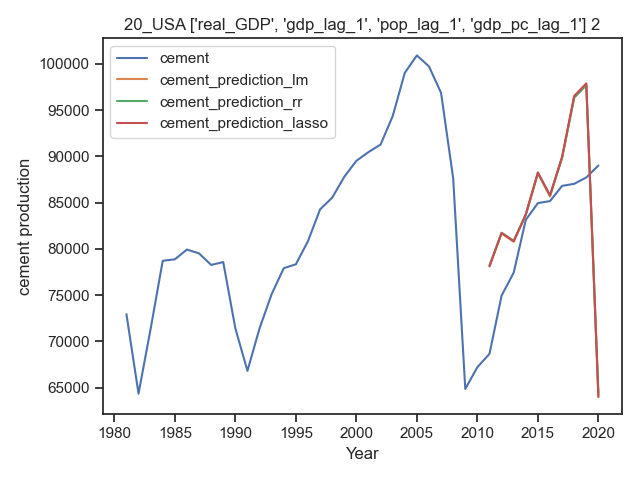 20_USA ['real_GDP', 'gdp_lag_1', 'pop_lag_1', 'gdp_pc_lag_1'] 2
cement
cement_prediction_lm
cement_prediction_rr
cement_prediction_lasso
cement production
100000
95000
90000
85000
80000
75000
70000
65000
1980
1985
1990
1995
2000
2005
2010
2015
2020
Year